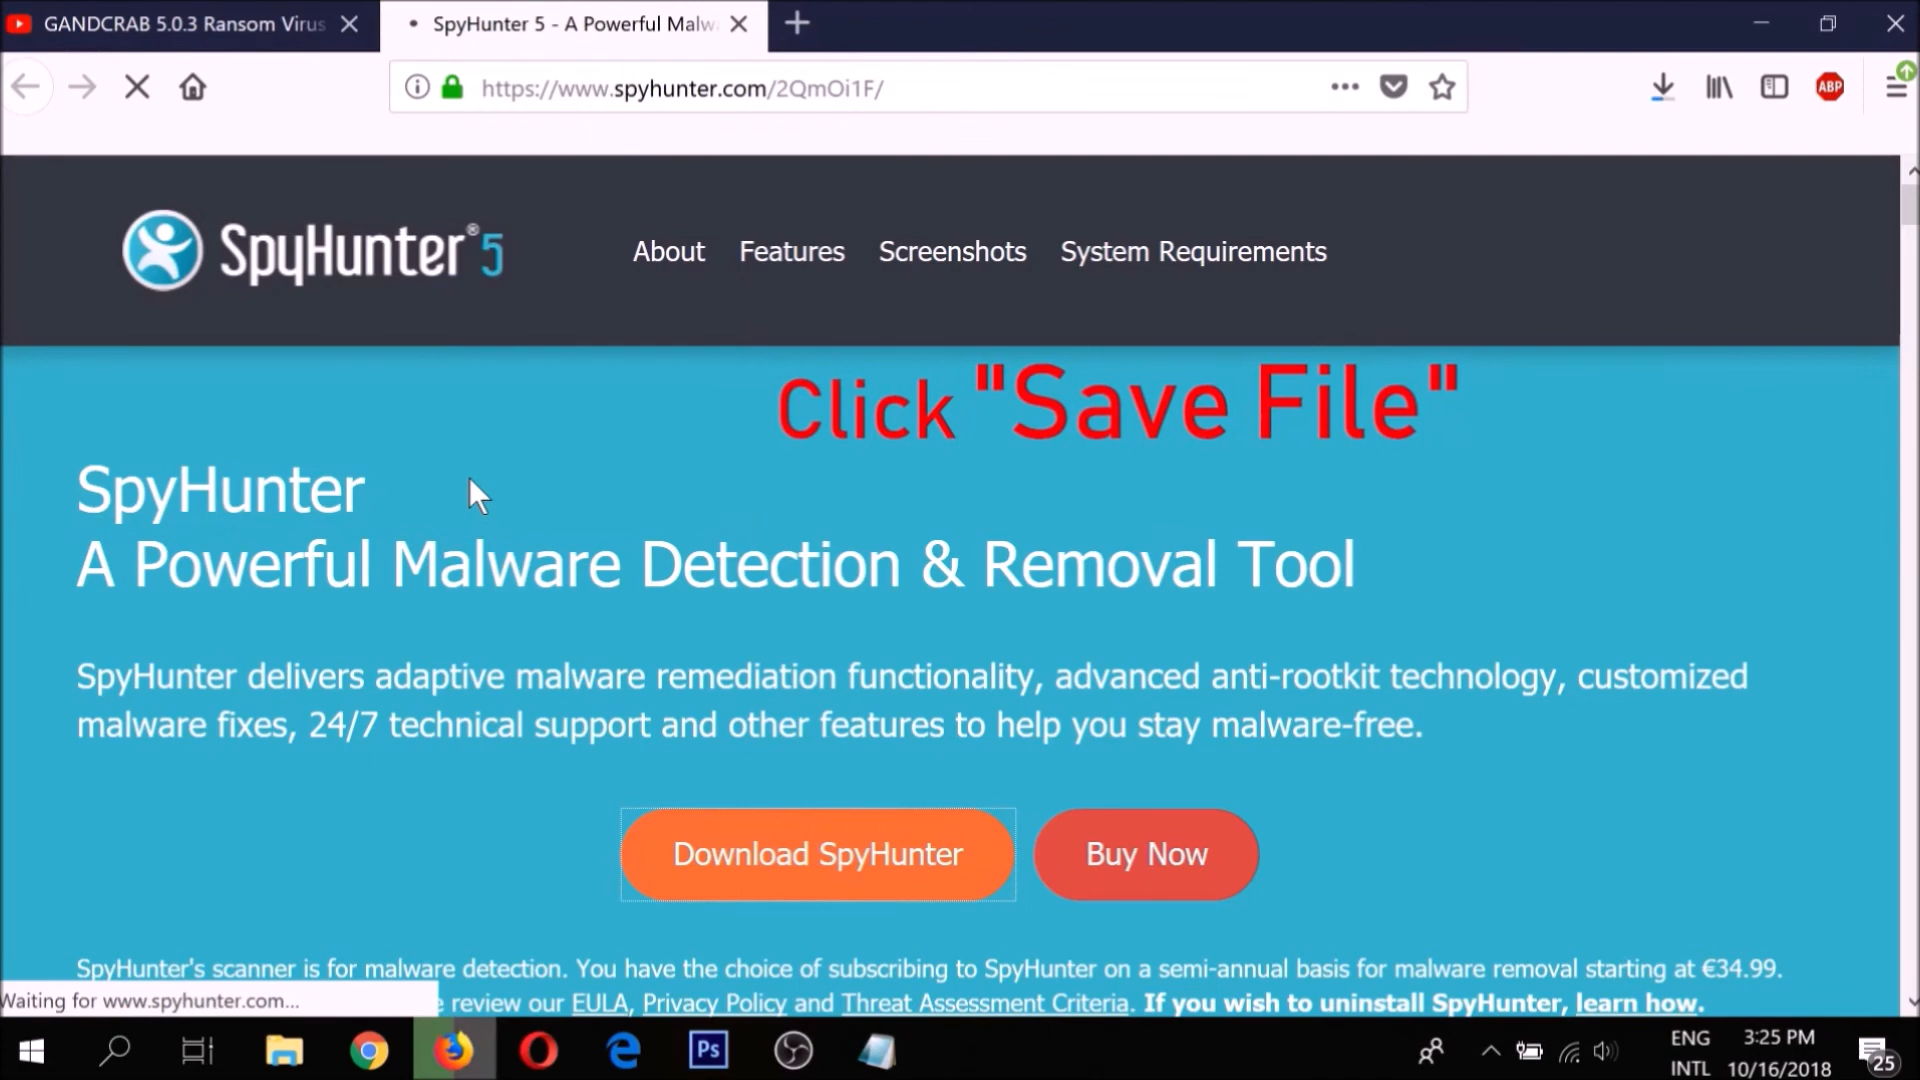 GANDCRAB 5.0.3 Ransom Virus
SpyHunter 5 - A Powerful Malw
https://www.spyhunter.com/2QmOi1F/
ABP
SpyHunter® 5
About Features Screenshots System Requirements
Click "Save File"
SpyHunter
A Powerful Malware Detection & Removal Tool
SpyHunter delivers adaptive malware remediation functionality, advanced anti-rootkit technology, customized
malware fixes, 24/7 technical support and other features to help you stay malware-free.
Download SpyHunter Buy Now
SpyHunter's scanner is for malware detection. You have the choice of subscribing to SpyHunter on a semi-annual basis for malware removal starting at €34.99.
Waiting for www.spyhunter.com... e review our EULA, Privacy Policy and Threat Assessment Criteria. If you wish to uninstall SpyHunter, learn how.
Ps
ENG 3:25 PM
INTL 10/16/2018 25